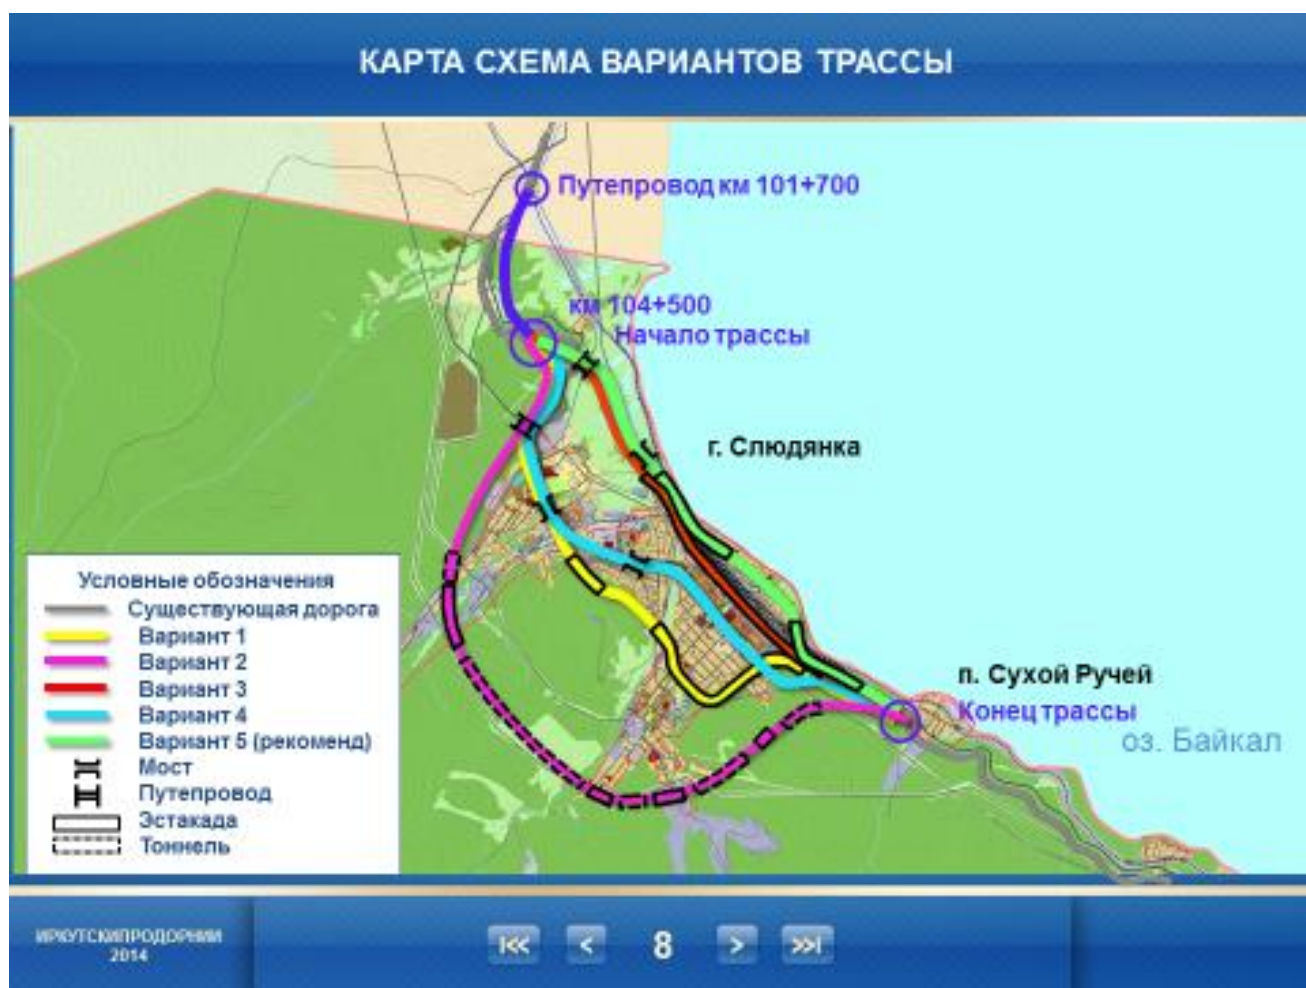 КАРТА СХЕМА ВАРИАНТОВ ТРАССЫ
Путепровод км 101+700
км 104+500
Начало трассы
г. Слюдянка
п. Сухой Ручей
Конец трассы
оз. Байкал
Условные обозначения
Существующая дорога
Вариант 1
Вариант 2
Вариант 3
Вариант 4
Вариант 5 (рекоменд)
Мост
Путепровод
Эстакада
Тоннель
ИРКУТСКГИПРОДОРНИИ
2014
8